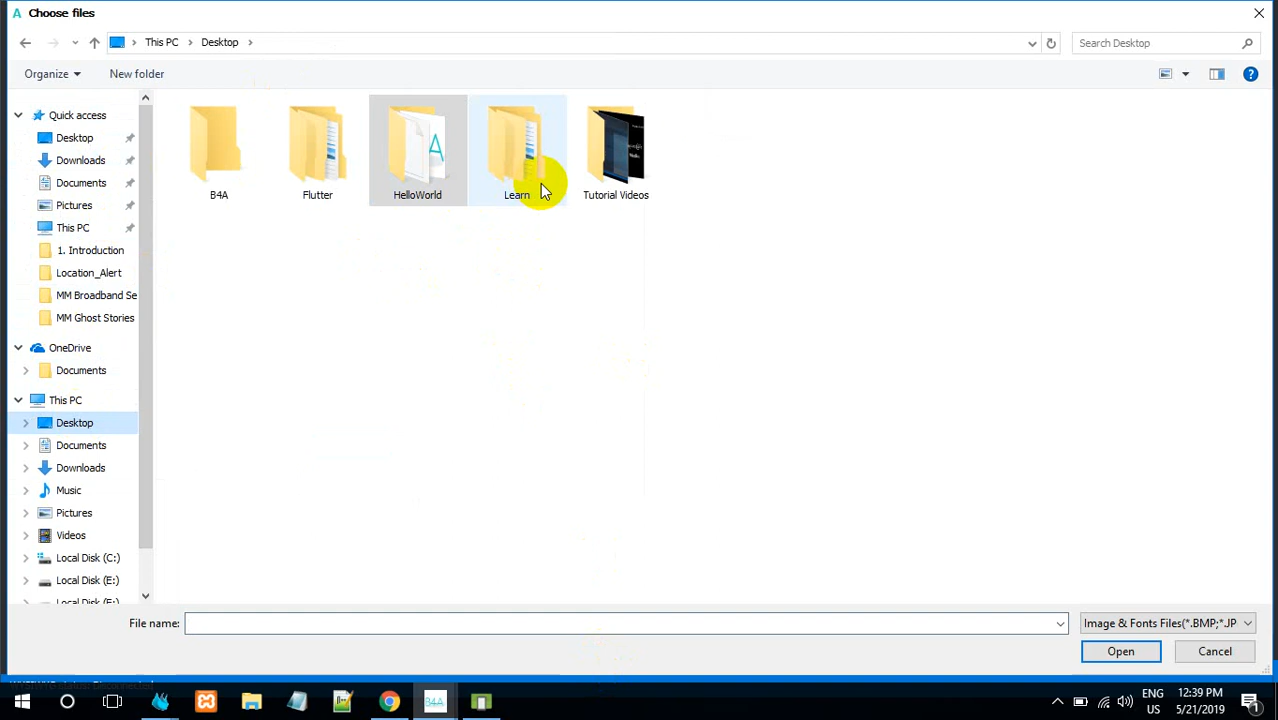 Choose files
This PC
Desktop
Search Desktop
Organize
New folder
Quick access
Desktop
Downloads
Documents
Pictures
This PC
1. Introduction
Location_Alert
MM Broadband Se
MM Ghost Stories
OneDrive
Documents
This PC
Desktop
Documents
Downloads
Music
Pictures
Videos
Local Disk (C:)
Local Disk (E:)
B4A
Flutter
HelloWorld
Learn
Tutorial Videos
File name:
Image & Fonts Files(*.BMP;*.JP
Open
Cancel
B4A
ENG
US
12:39 PM
5/21/2019
1